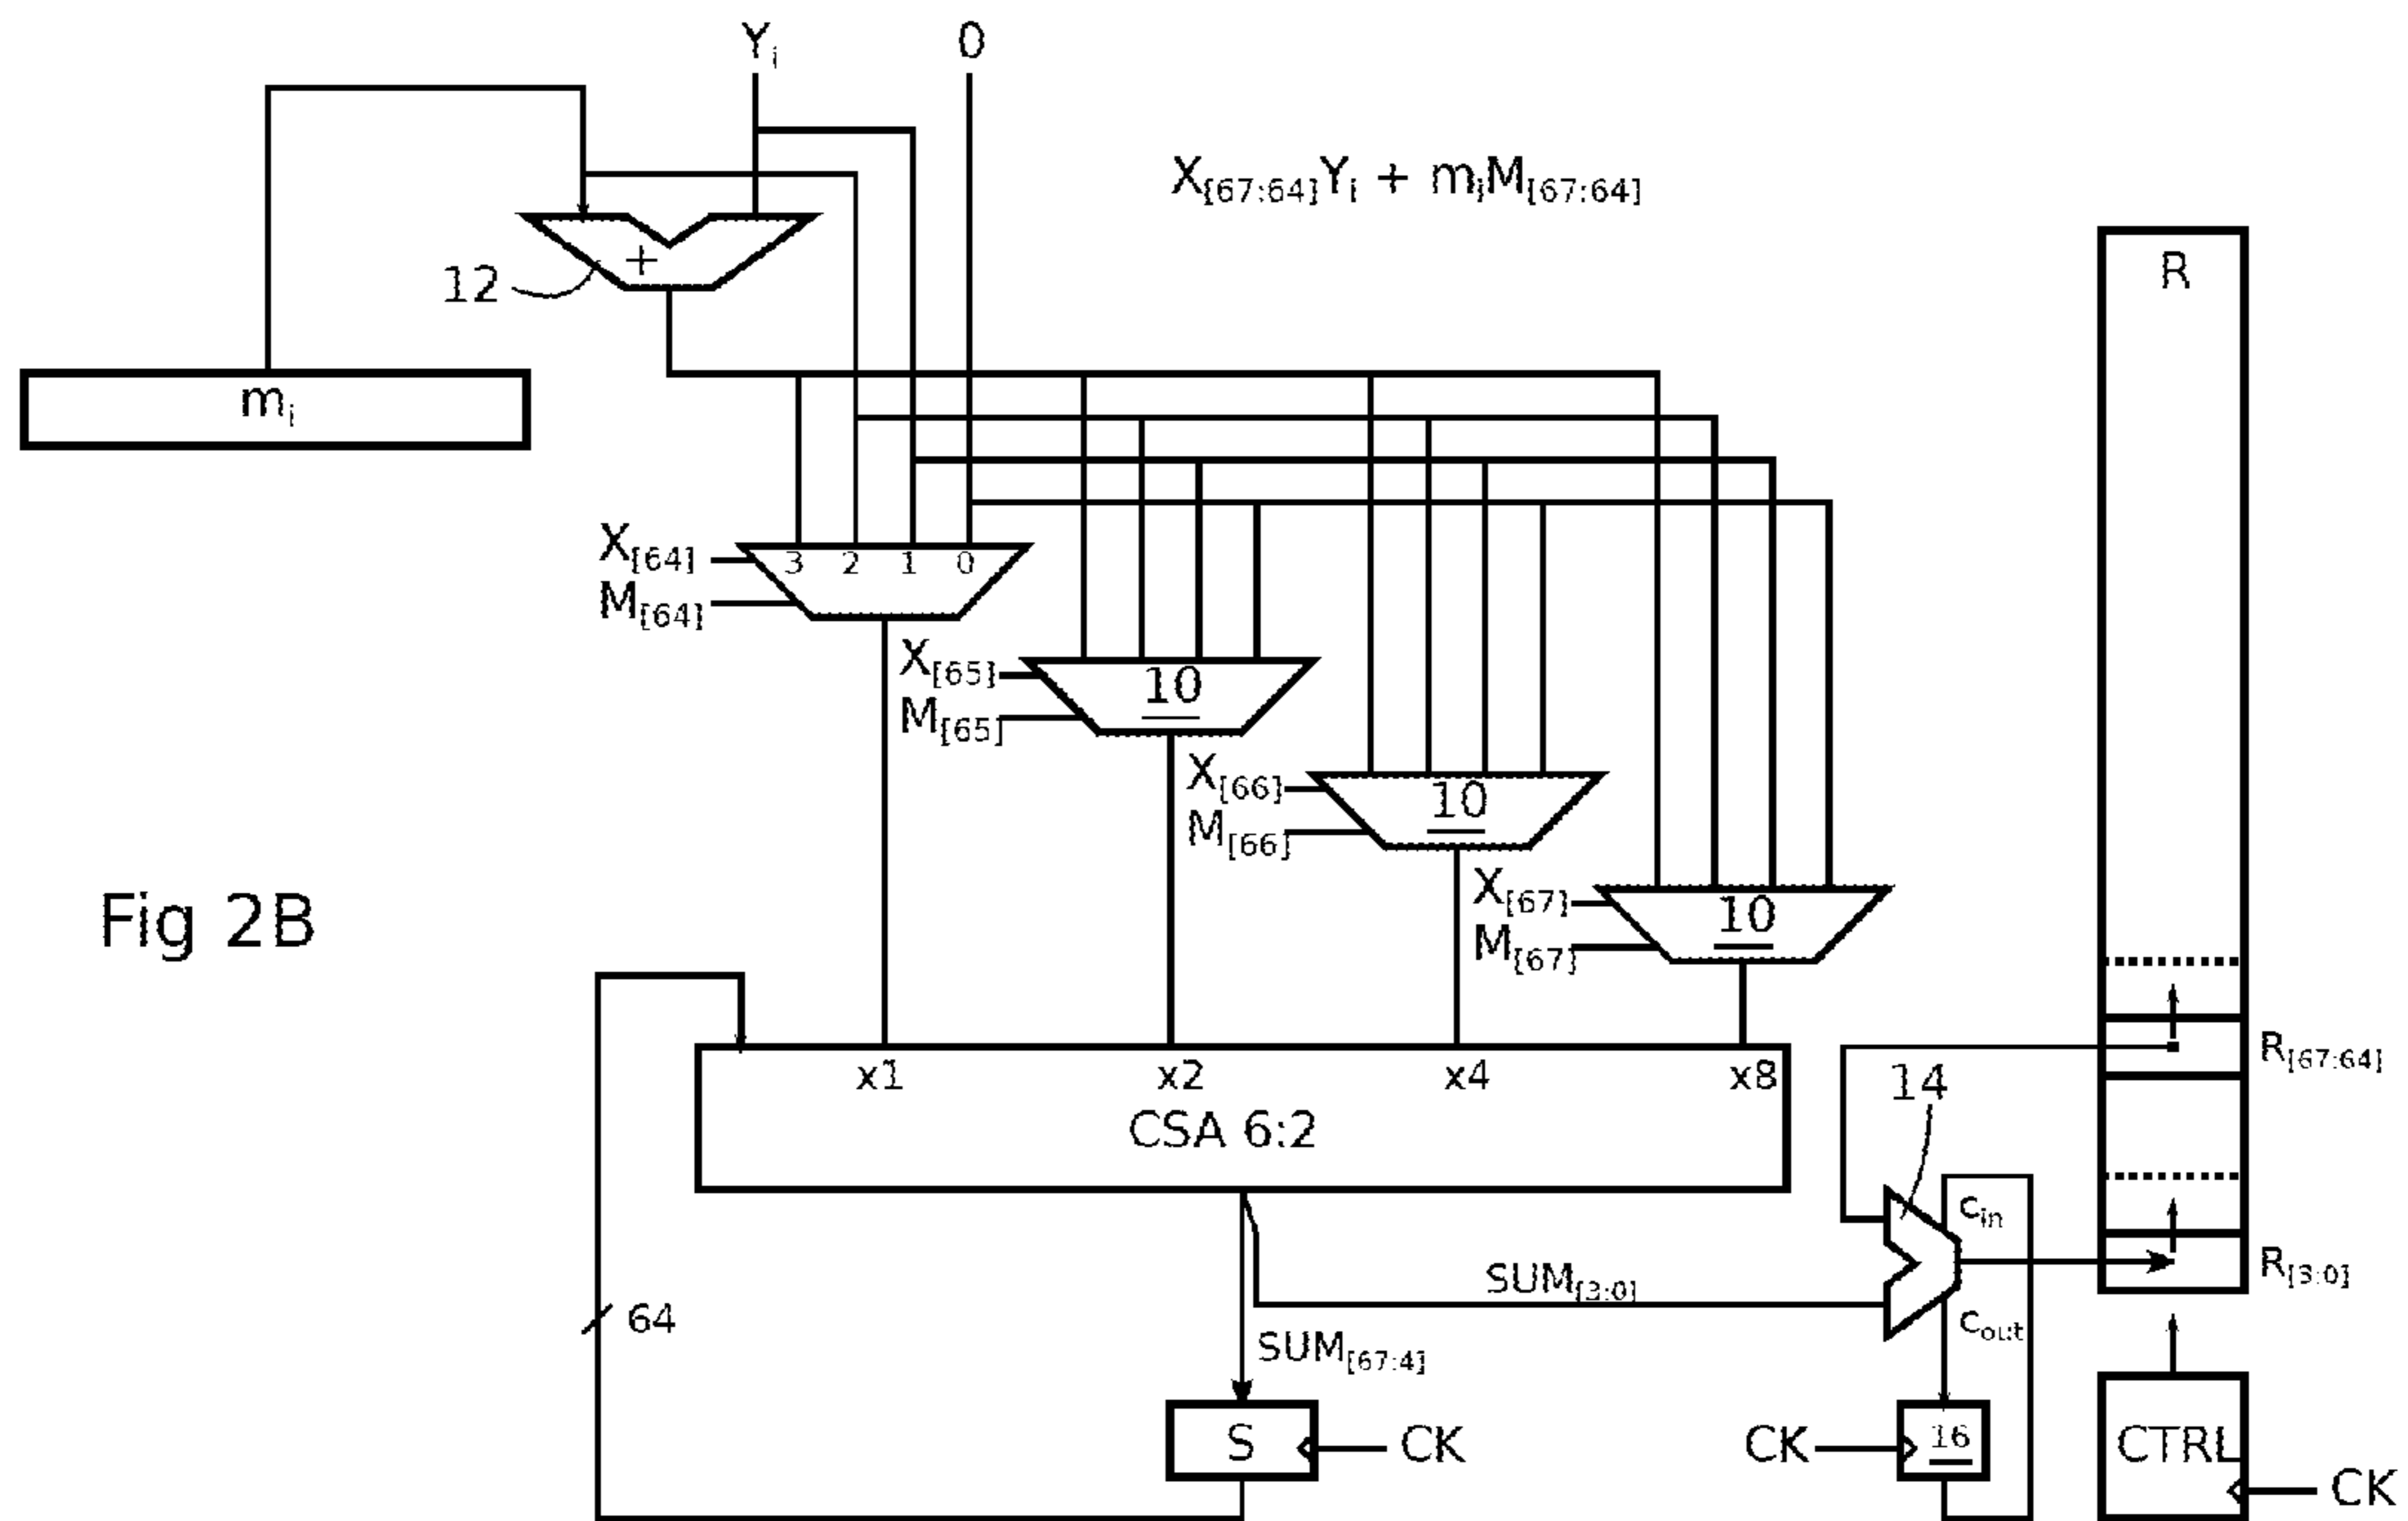 Yi 0
X[67:64]Yi + miM[67:64]
R
+
12
mi
X[64] 3 2 1 0
M[64]
X[65] 10
M[65]
X[66] 10
M[66]
X[67] 10
M[67]
Fig 2B
x1 x2 x4 x8
CSA 6:2
R[67:64]
14
cin
SUM[3:0]
R[3:0]
64
cout
SUM[67:4]
S CK
CK 16
CTRL
CK